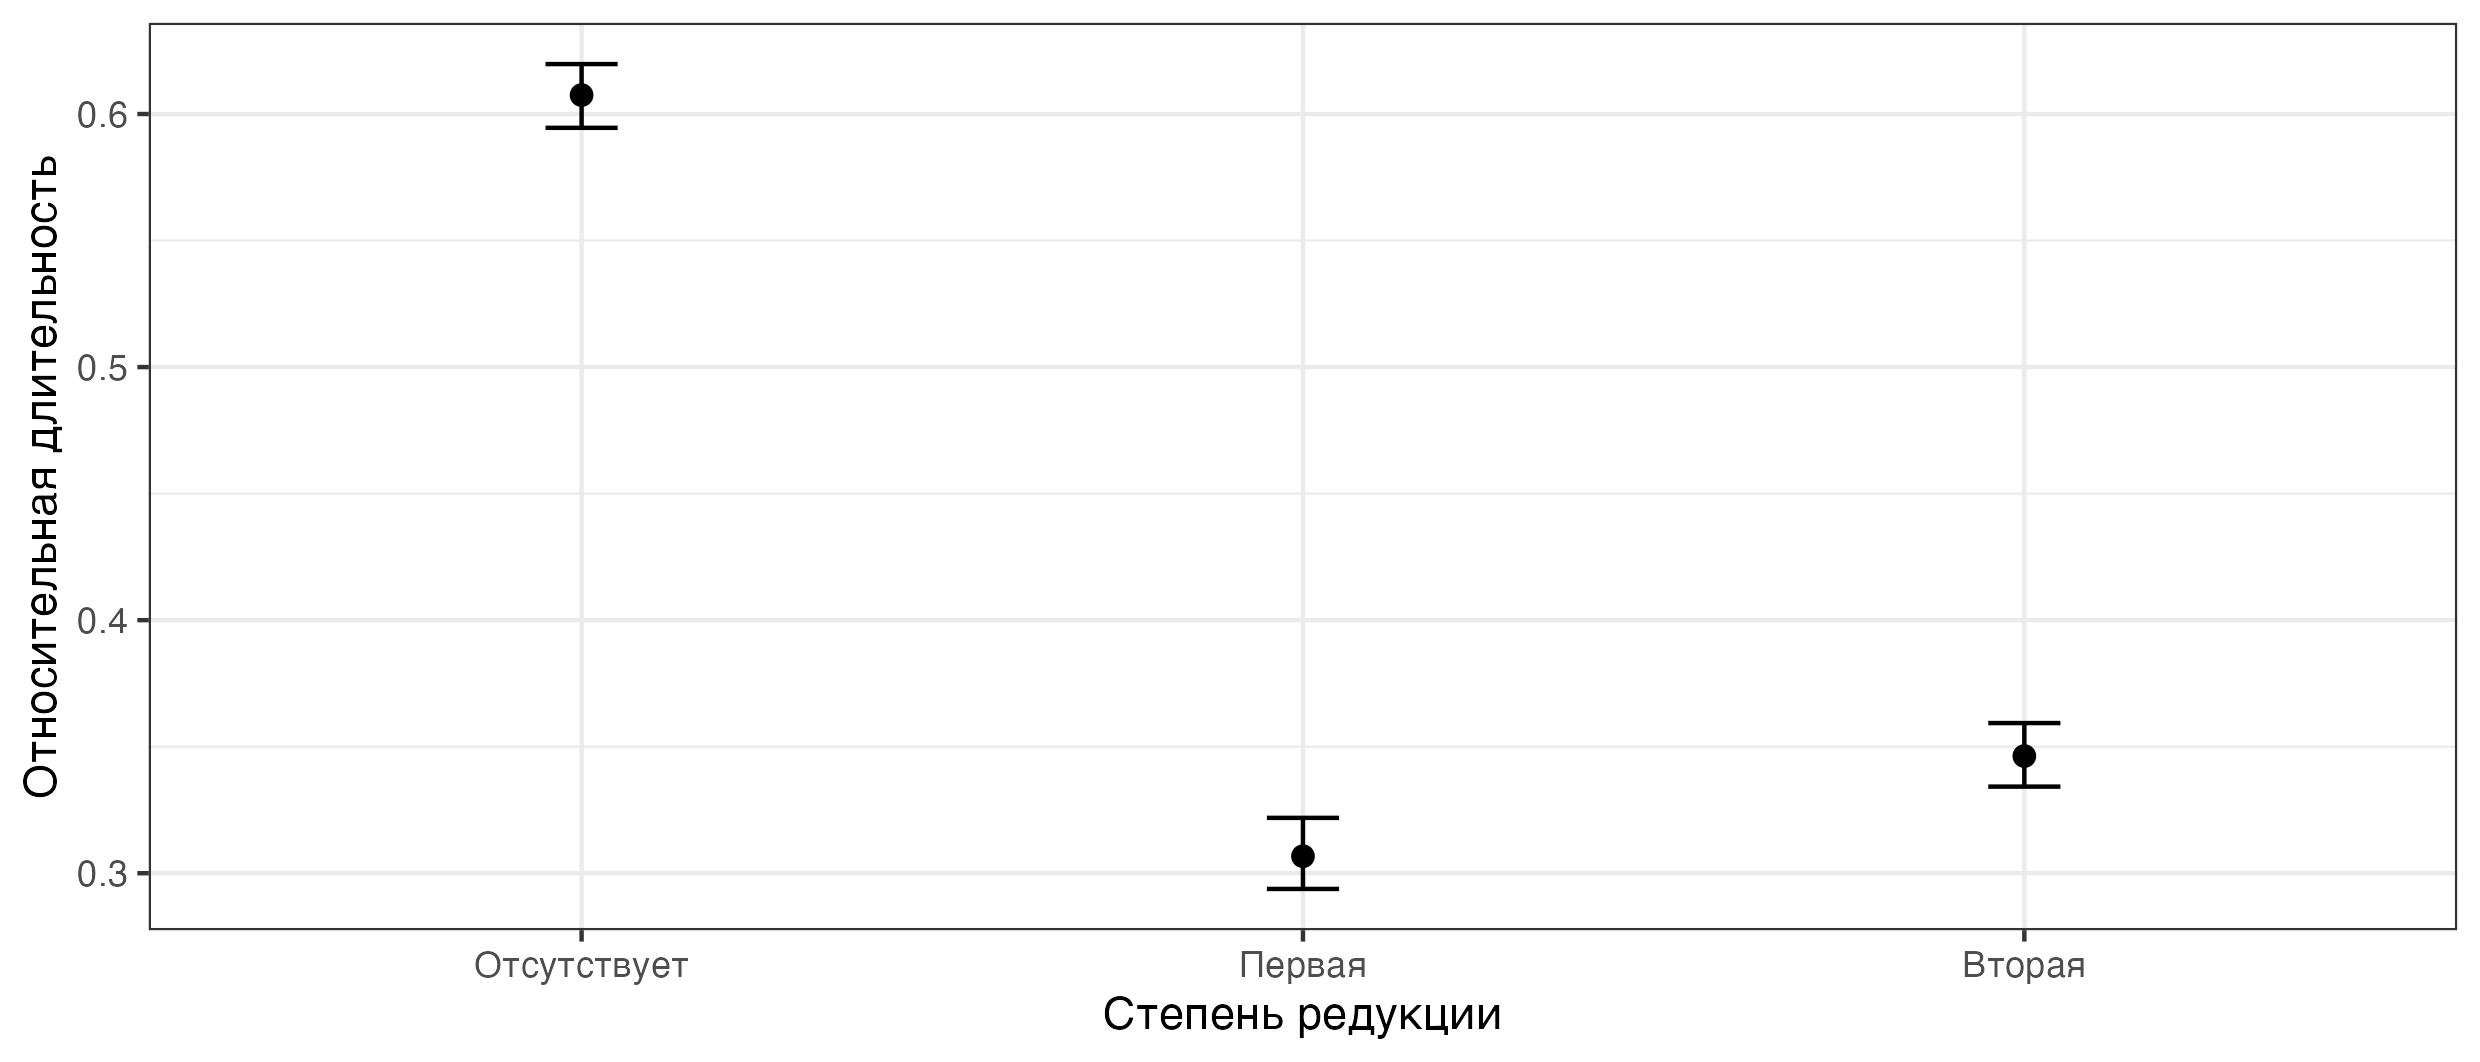 Относительная длительность
0.6
0.5
0.4
0.3
Отсутствует
Первая
Вторая
Степень редукции